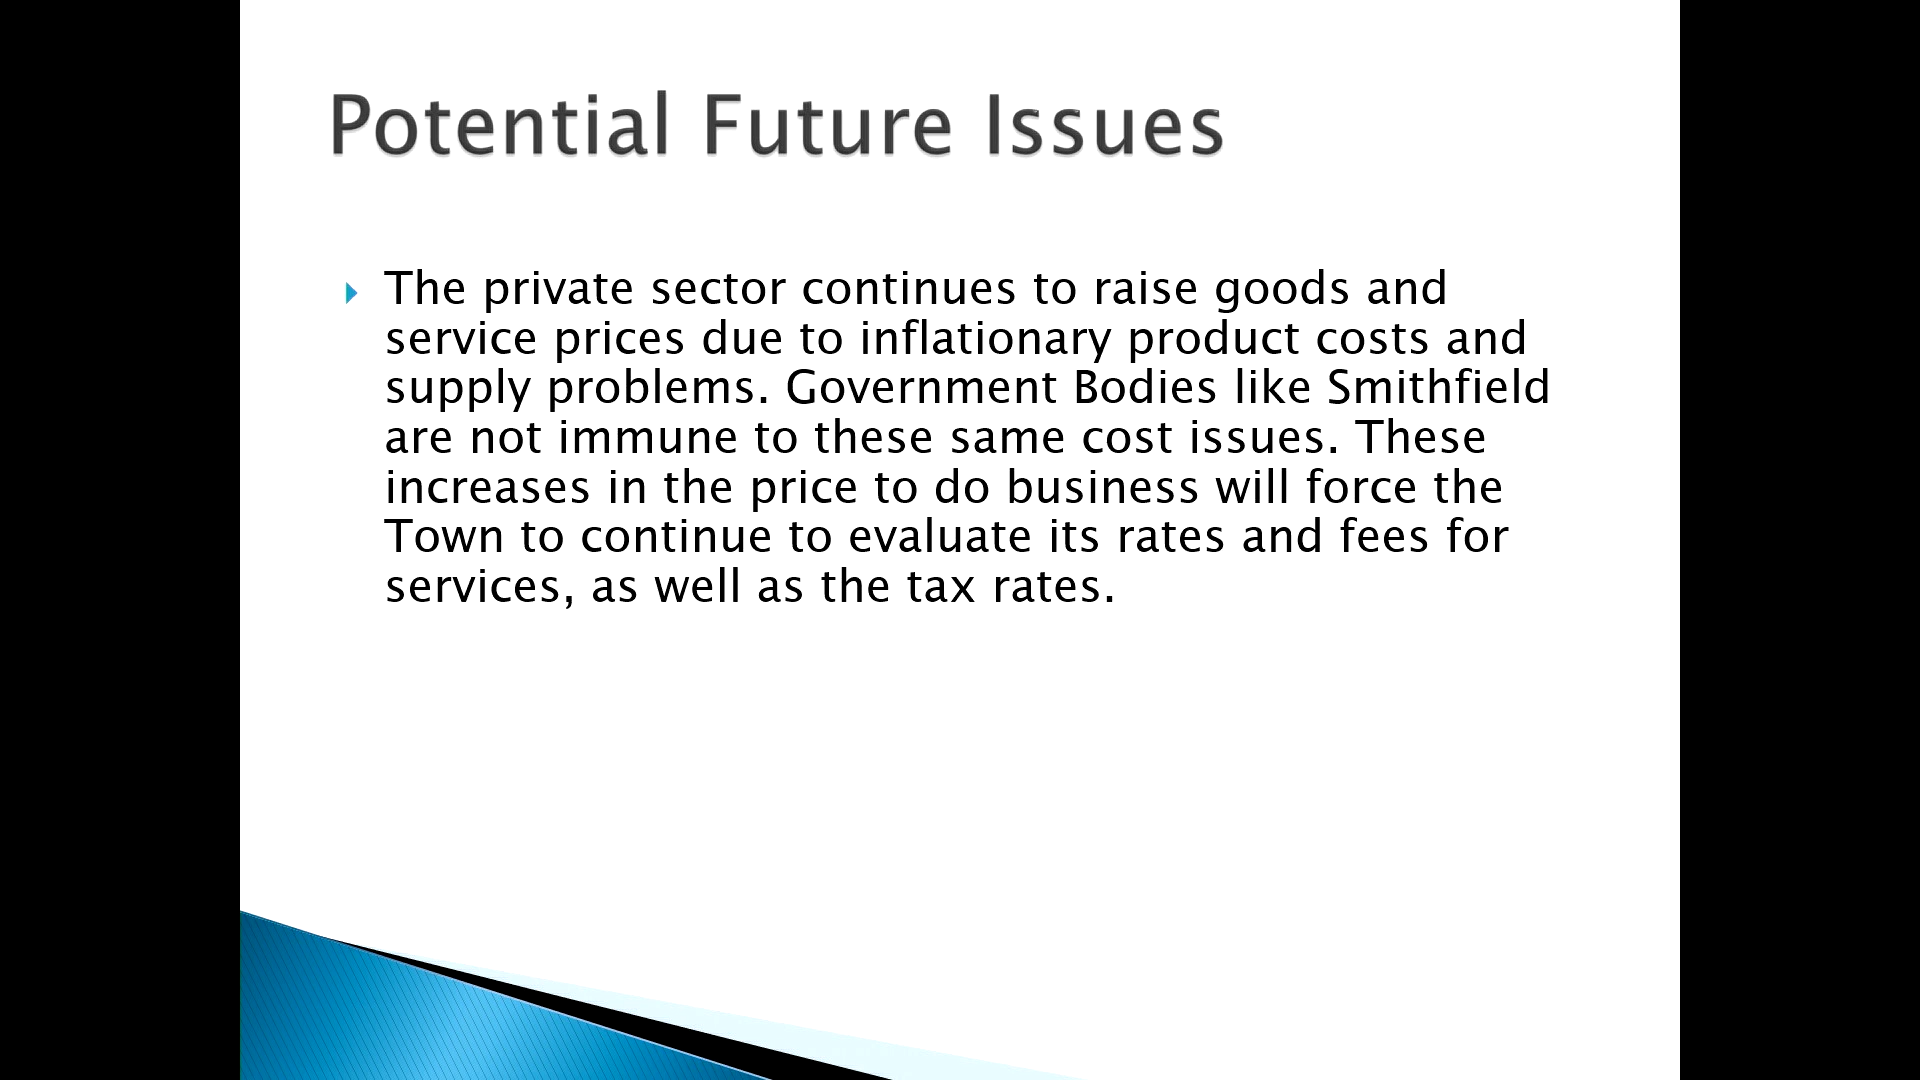 Potential Future Issues
The private sector continues to raise goods and
service prices due to inflationary product costs and
supply problems. Government Bodies like Smithfield
are not immune to these same cost issues. These
increases in the price to do business will force the
Town to continue to evaluate its rates and fees for
services, as well as the tax rates.